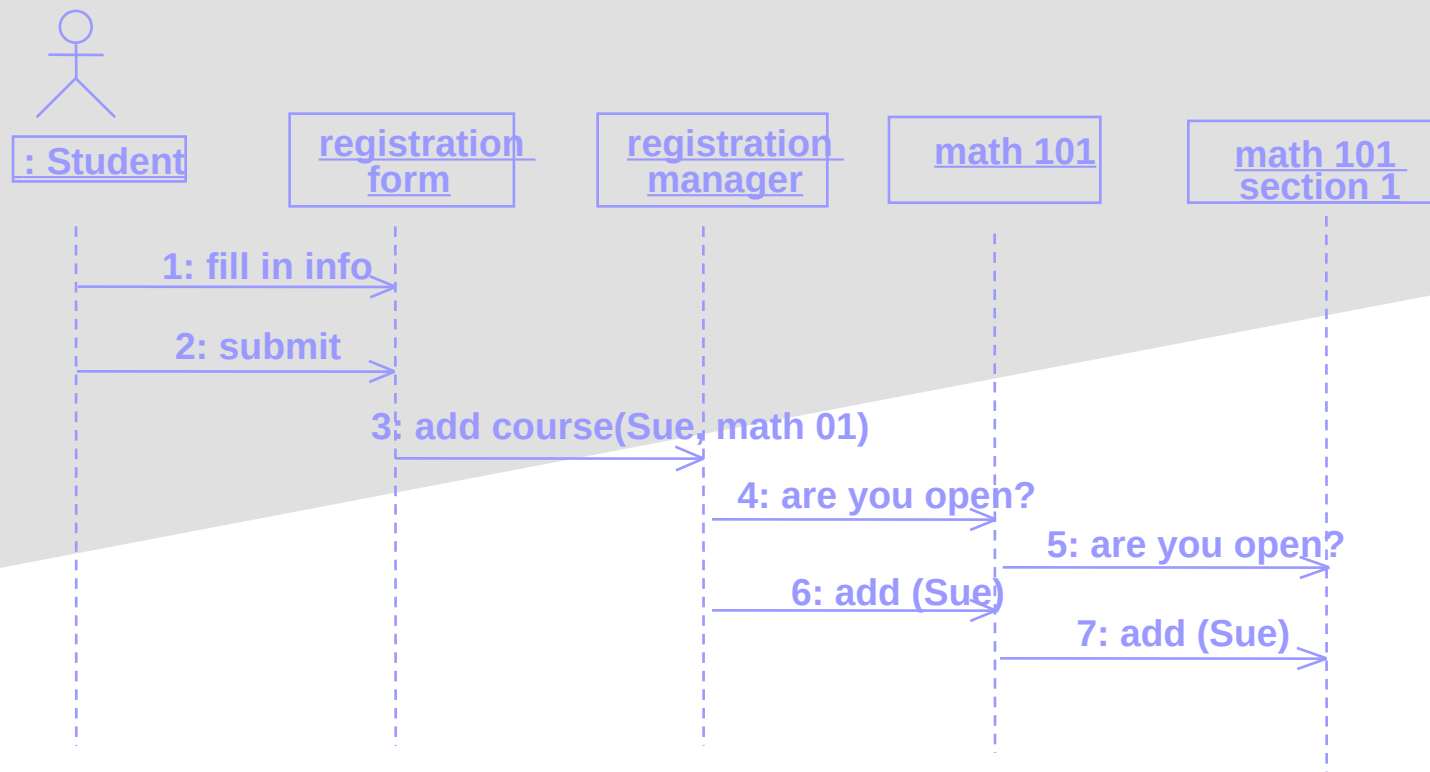 : Student
registration
form
registration
manager
math 101
math 101
section 1
1: fill in info
2: submit
3: add course(Sue, math 01)
4: are you open?
5: are you open?
6: add (Sue)
7: add (Sue)